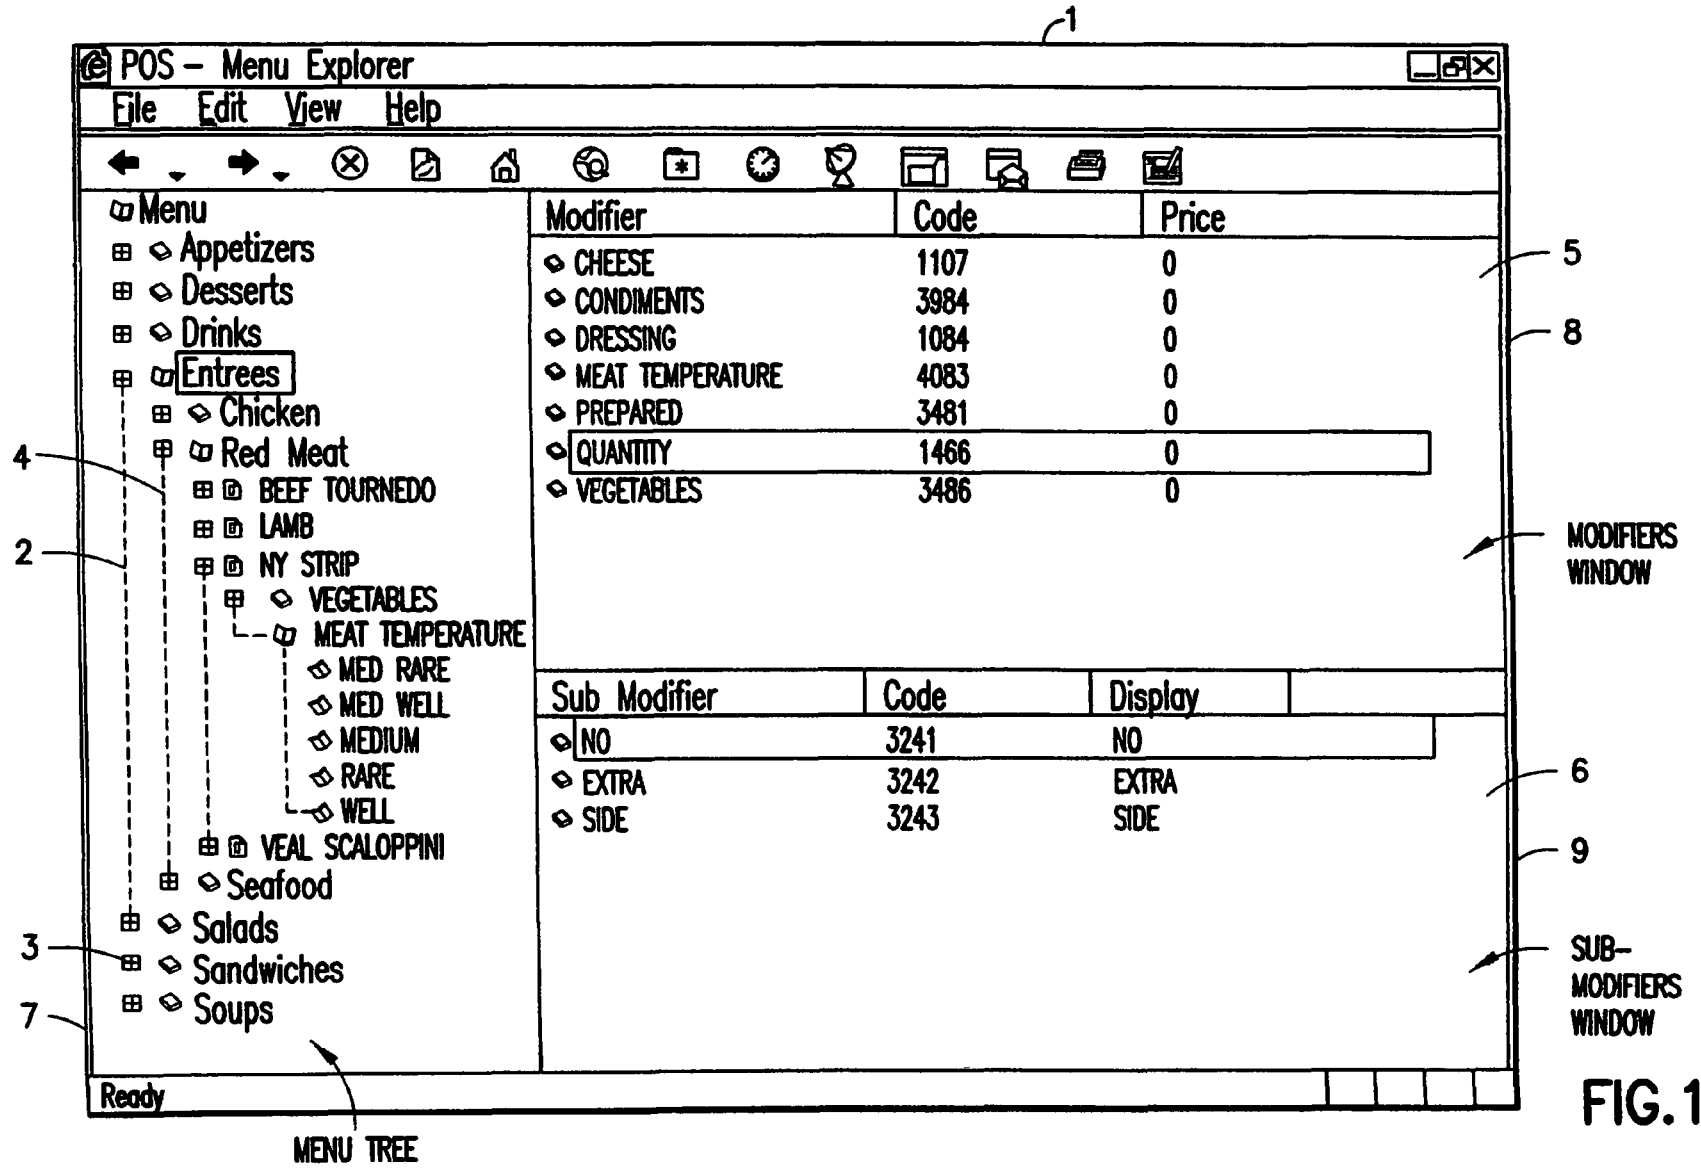 1
POS – Menu Explorer
File Edit View Help
Menu
Appetizers
Desserts
Drinks
Entrees
Chicken
Red Meat
BEEF TOURNEDO
LAMB
NY STRIP
VEGETABLES
MEAT TEMPERATURE
MED RARE
MED WELL
MEDIUM
RARE
WELL
VEAL SCALOPPINI
Seafood
Salads
Sandwiches
Soups
4
2
3
7
Modifier Code Price
CHEESE 1107 0
CONDIMENTS 3984 0
DRESSING 1084 0
MEAT TEMPERATURE 4083 0
PREPARED 3481 0
QUANTITY 1466 0
VEGETABLES 3486 0
5
8
MODIFIERS
WINDOW
Sub Modifier Code Display
NO 3241 NO
EXTRA 3242 EXTRA
SIDE 3243 SIDE
6
9
SUB–
MODIFIERS
WINDOW
Ready
MENU TREE
FIG.1